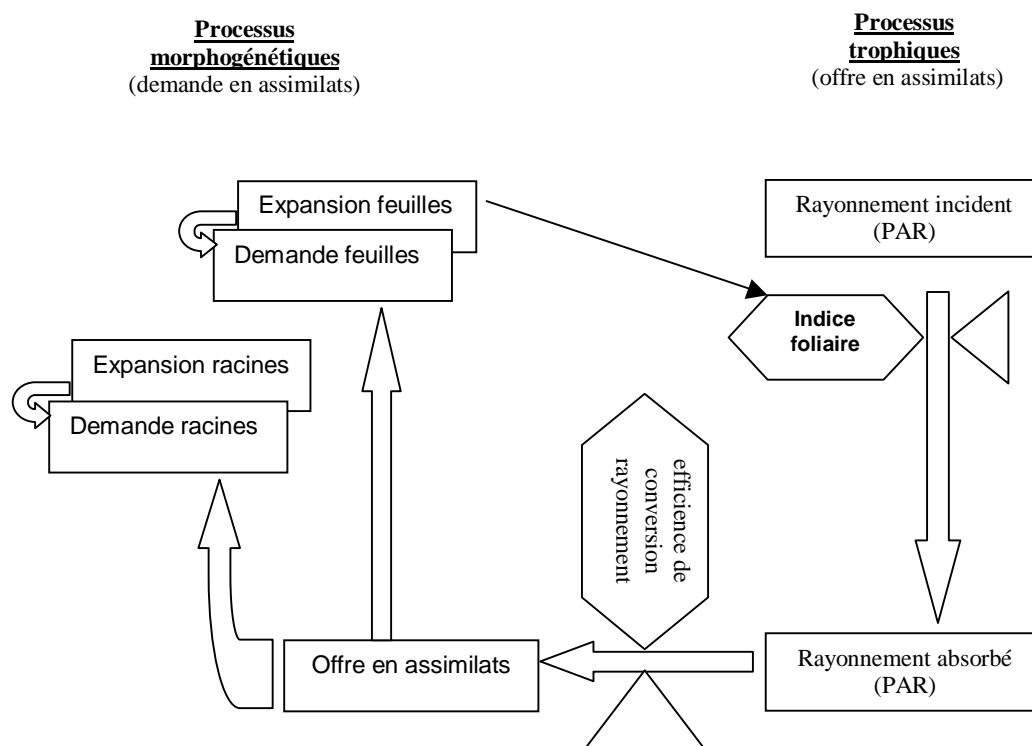 Processus
morphogénétiques
(demande en assimilats)
Processus
trophiques
(offre en assimilats)
Expansion feuilles
Demande feuilles
Rayonnement incident
(PAR)
Indice
foliaire
Expansion racines
Demande racines
efficience de
conversion
rayonnement
Offre en assimilats
Rayonnement absorbé
(PAR)